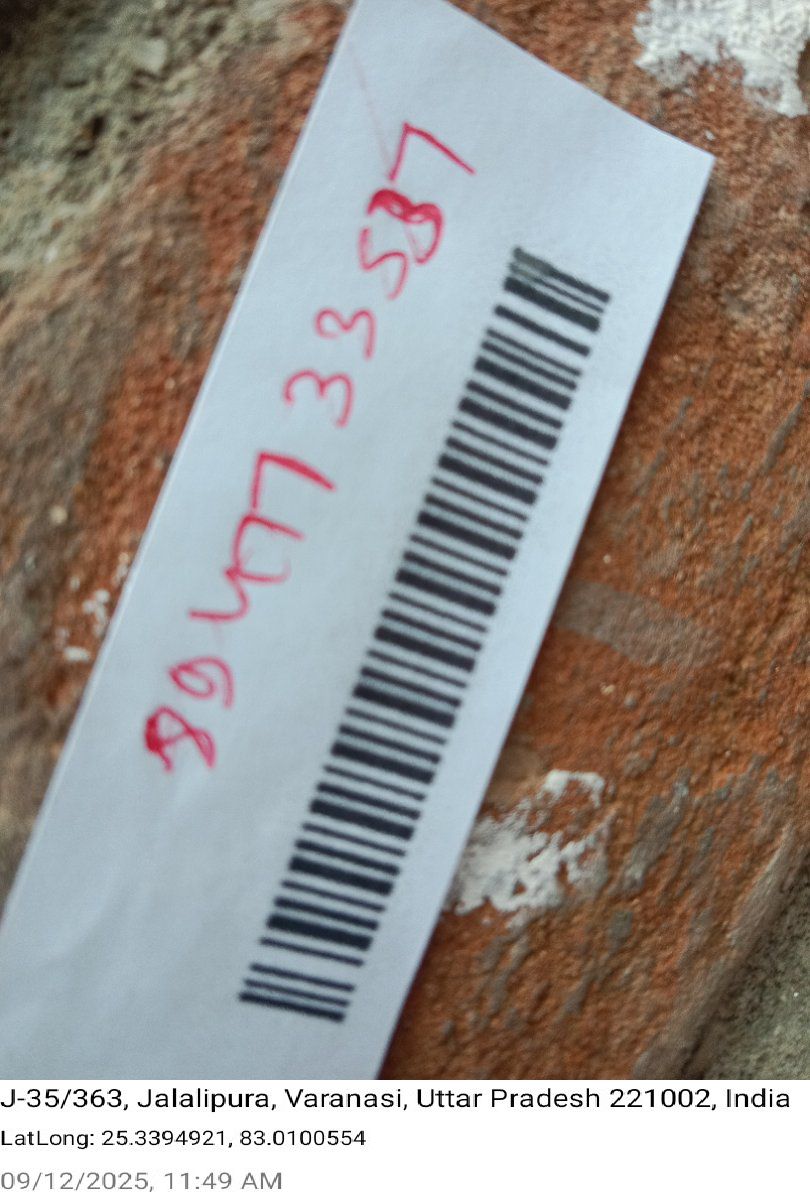 8947733587
J-35/363, Jalalipura, Varanasi, Uttar Pradesh 221002, India
LatLong: 25.3394921, 83.0100554
09/12/2025, 11:49 AM